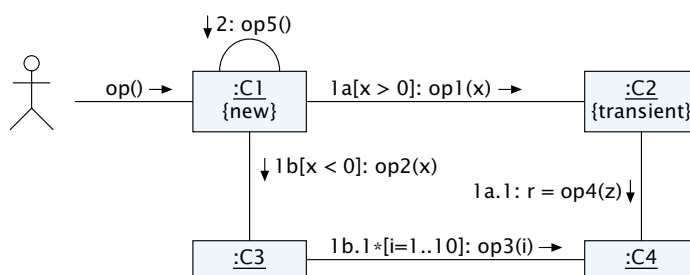 2: op5()
op()
:C1
{new}
1a[x > 0]: op1(x)
:C2
{transient}
1b[x < 0]: op2(x)
1a.1: r = op4(z)
:C3
1b.1*[i=1..10]: op3(i)
:C4